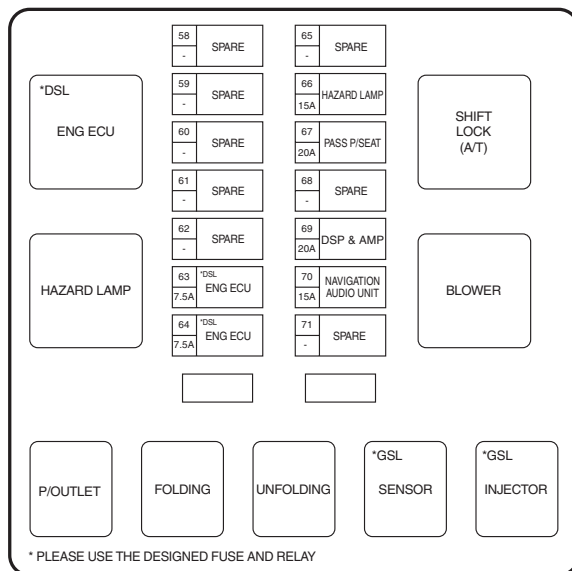 *DSL
ENG ECU
HAZARD LAMP
58
-
SPARE
59
-
SPARE
60
-
SPARE
61
-
SPARE
62
-
SPARE
63
7.5A
*DSL
ENG ECU
64
7.5A
*DSL
ENG ECU
65
-
SPARE
66
15A
HAZARD LAMP
67
20A
PASS P/SEAT
68
-
SPARE
69
20A
DSP & AMP
70
15A
NAVIGATION
AUDIO UNIT
71
-
SPARE
SHIFT
LOCK
(A/T)
BLOWER
P/OUTLET
FOLDING
UNFOLDING
*GSL
SENSOR
*GSL
INJECTOR
* PLEASE USE THE DESIGNED FUSE AND RELAY